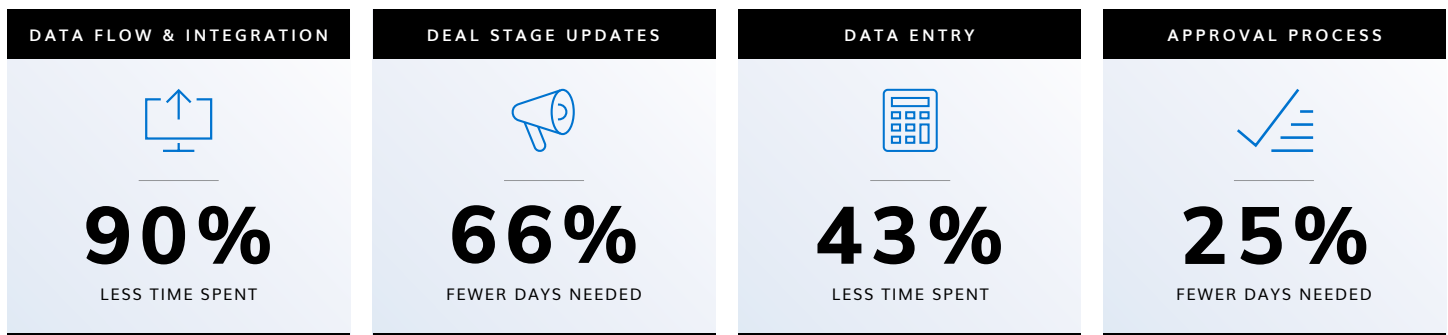 DATA FLOW & INTEGRATION
90%
LESS TIME SPENT
DEAL STAGE UPDATES
66%
FEWER DAYS NEEDED
DATA ENTRY
43%
LESS TIME SPENT
APPROVAL PROCESS
25%
FEWER DAYS NEEDED